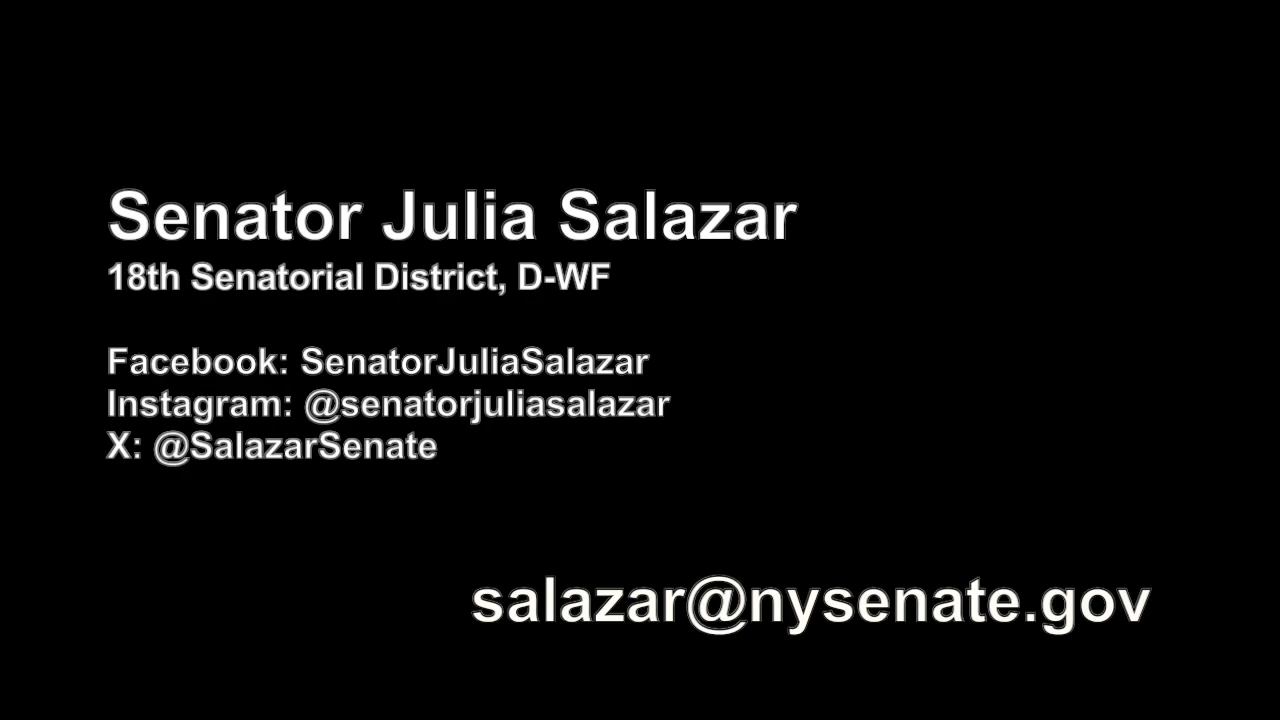 Senator Julia Salazar
18th Senatorial District, D-WF
Facebook: SenatorJuliaSalazar
Instagram: @senatorjuliasalazar
X: @SalazarSenate
salazar@nysenate.gov